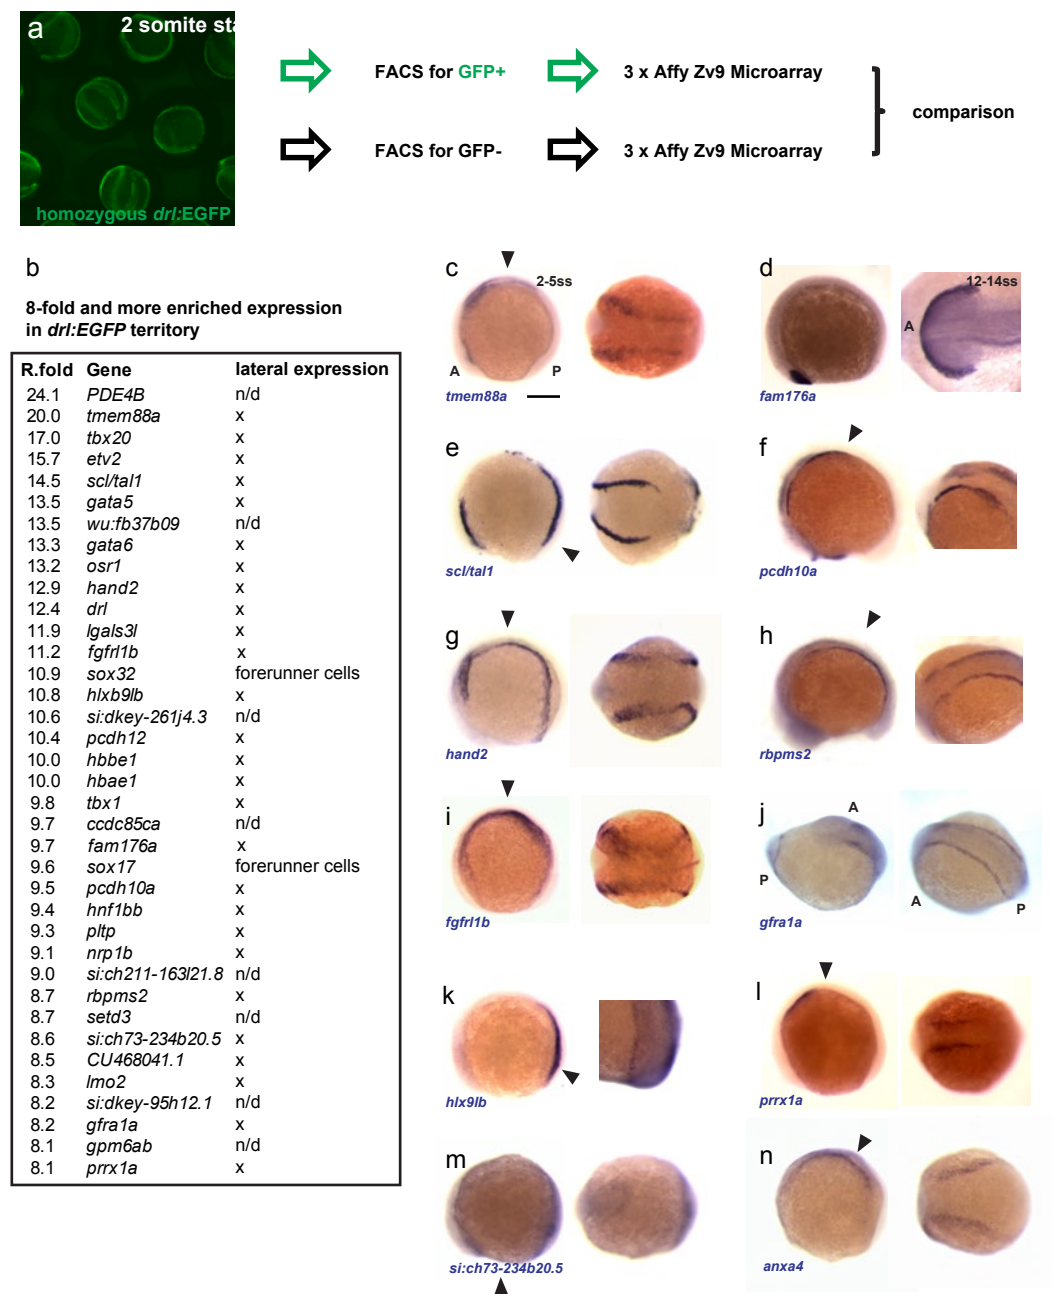 a
2 somite sta
homozygous drl:EGFP
FACS for GFP+
3 x Affy Zv9 Microarray
FACS for GFP-
3 x Affy Zv9 Microarray
comparison
b
8-fold and more enriched expression
in drl:EGFP territory
R.fold Gene lateral expression
24.1 PDE4B n/d
20.0 tmem88a x
17.0 tbx20 x
15.7 etv2 x
14.5 scl/tal1 x
13.5 gata5 x
13.5 wu:fb37b09 n/d
13.3 gata6 x
13.2 osr1 x
12.9 hand2 x
12.4 drl x
11.9 lgals3l x
11.2 fgfrl1b x
10.9 sox32 forerunner cells
10.8 hlxb9lb x
10.6 si:dkey-261j4.3 n/d
10.4 pcdh12 x
10.0 hbbe1 x
10.0 hbae1 x
9.8 tbx1 x
9.7 ccdc85ca n/d
9.7 fam176a x
9.6 sox17 forerunner cells
9.5 pcdh10a x
9.4 hnf1bb x
9.3 pltp x
9.1 nrp1b x
9.0 si:ch211-163l21.8 n/d
8.7 rbpms2 x
8.7 setd3 n/d
8.6 si:ch73-234b20.5 x
8.5 CU468041.1 x
8.3 lmo2 x
8.2 si:dkey-95h12.1 n/d
8.2 gfra1a x
8.1 gpm6ab n/d
8.1 prrx1a x
c
2-5ss
A P
tmem88a
d
12-14ss
A
fam176a
e
scl/tal1
f
pcdh10a
g
hand2
h
rbpms2
i
fgfrl1b
j
A
P
A
P
gfra1a
k
hlx9lb
l
prrx1a
m
si:ch73-234b20.5
n
anxa4